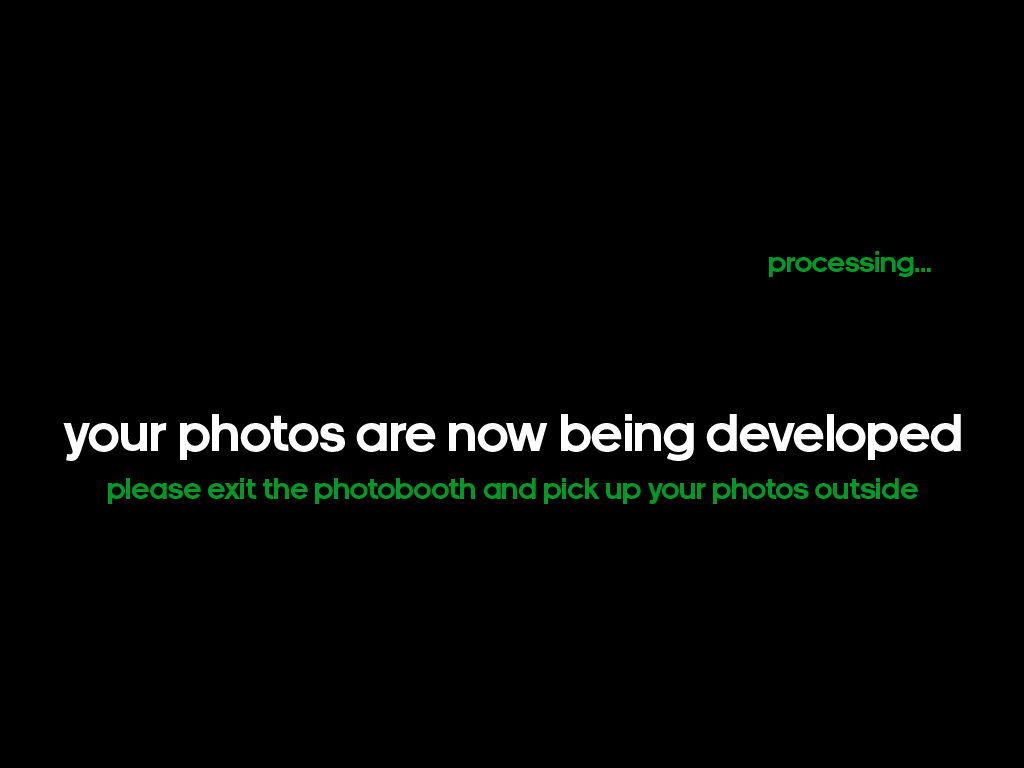 processing...
your photos are now being developed
please exit the photobooth and pick up your photos outside